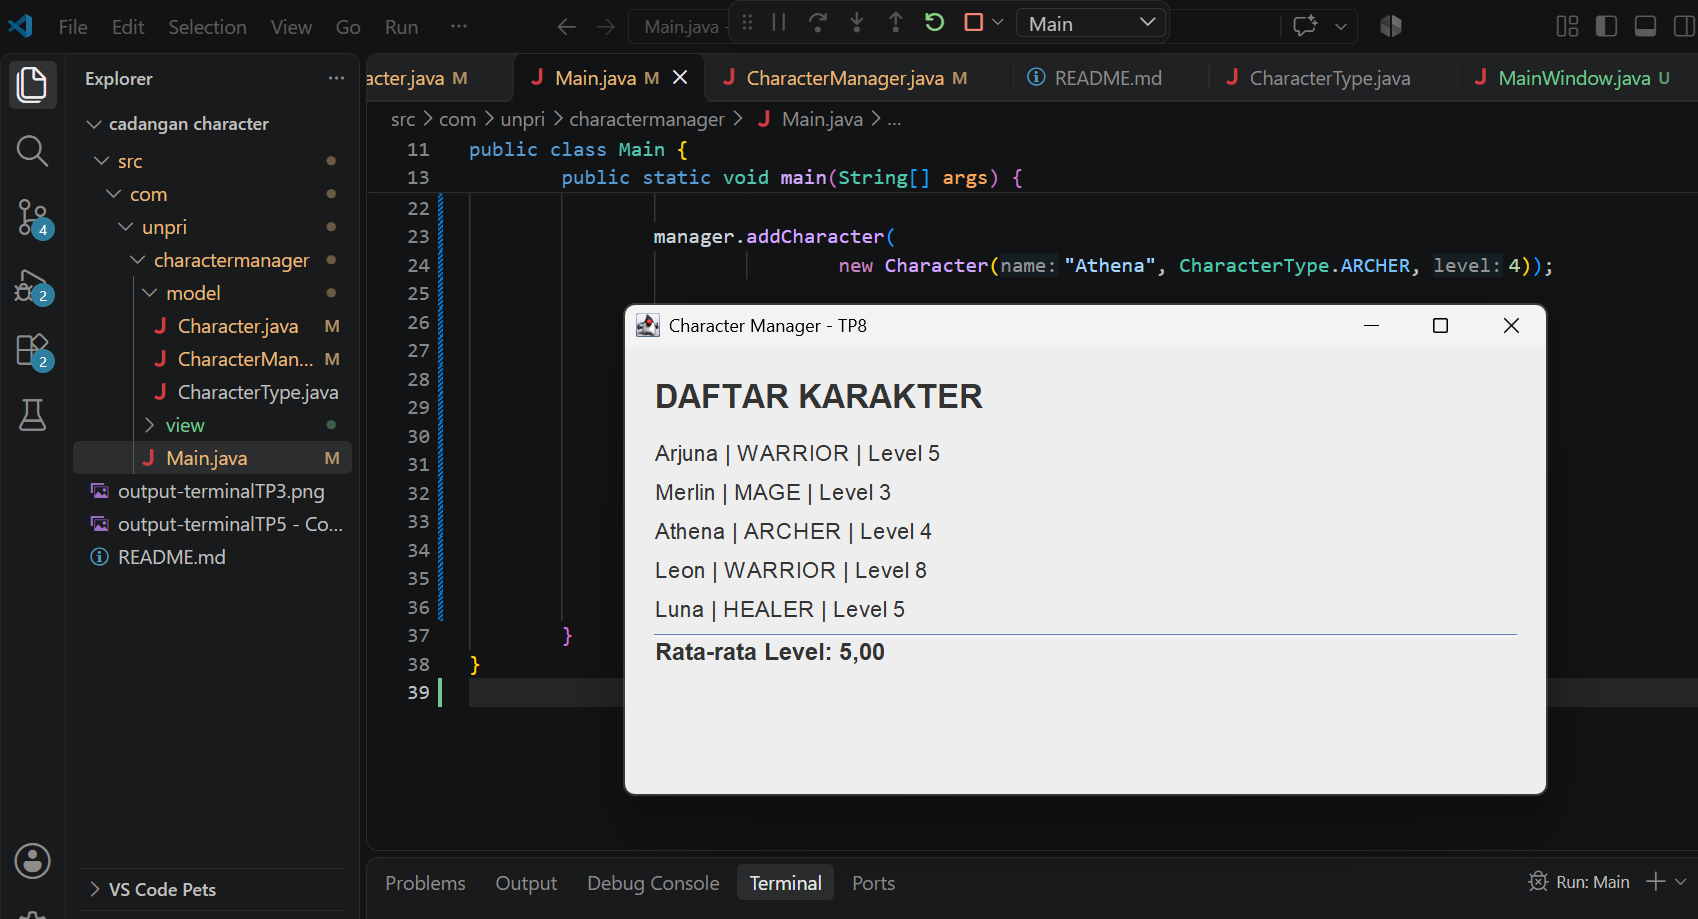 File Edit Selection View Go Run ··· Main.java - Main
Explorer ···
cadangan character
src
com
unpri
charactermanager
model
Character.java M
CharacterMan... M
CharacterType.java
view
Main.java M
output-terminalTP3.png
output-terminalTP5 - Co...
README.md
VS Code Pets
4
2
2
acter.java M Main.java M CharacterManager.java M README.md CharacterType.java MainWindow.java U
src > com > unpri > charactermanager > Main.java > ...
11 public class Main {
13 public static void main(String[] args) {
22
23 manager.addCharacter(
24 new Character(name: "Athena", CharacterType.ARCHER, level: 4));
25
26
27
28
29
30
31
32
33
34
35
36
37 }
38 }
39
Character Manager - TP8
DAFTAR KARAKTER
Arjuna | WARRIOR | Level 5
Merlin | MAGE | Level 3
Athena | ARCHER | Level 4
Leon | WARRIOR | Level 8
Luna | HEALER | Level 5
Rata-rata Level: 5,00
Problems Output Debug Console Terminal Ports Run: Main